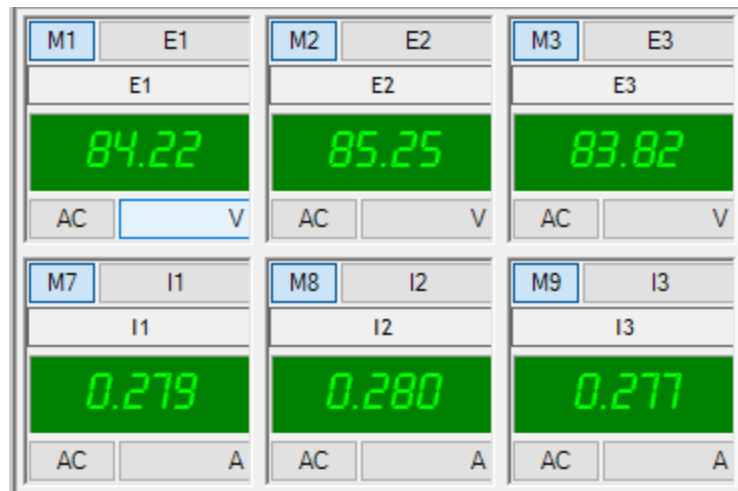 M1 E1 M2 E2 M3 E3
E1 E2 E3
84.22 85.25 83.82
AC V AC V AC V
M7 I1 M8 I2 M9 I3
I1 I2 I3
0.279 0.280 0.277
AC A AC A AC A